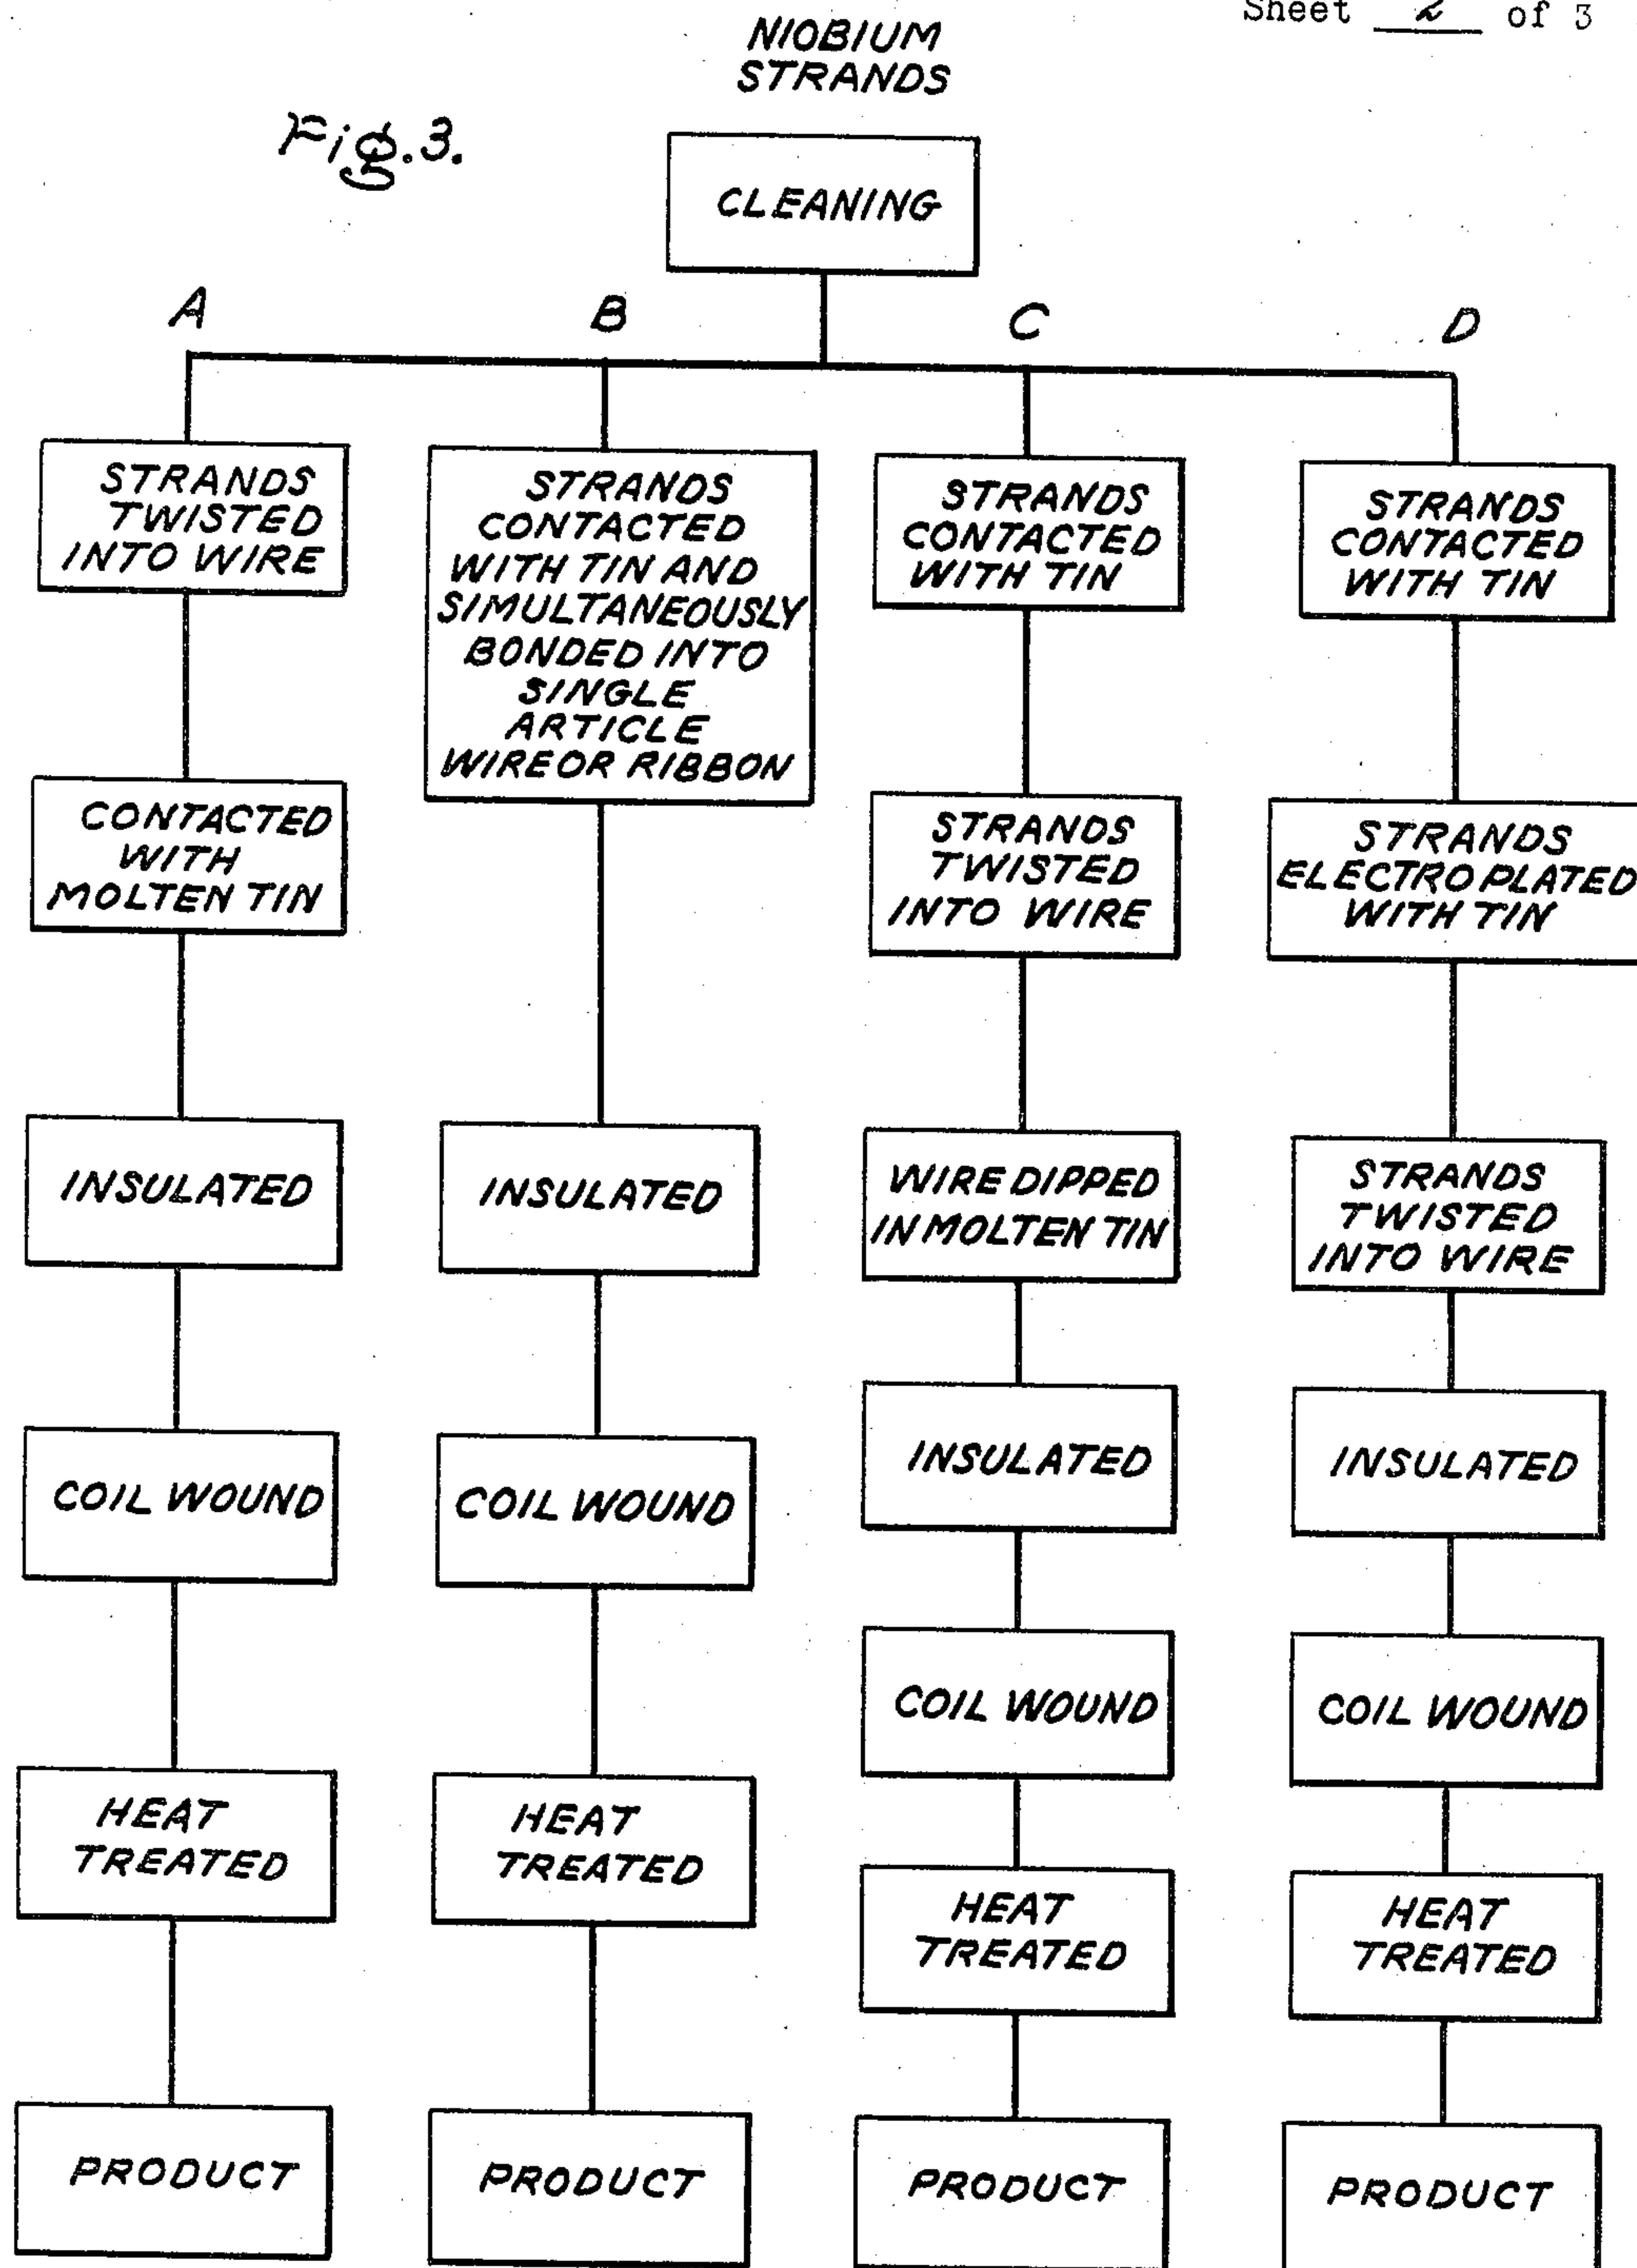 Sheet 2 of 3
NIOBIUM
STRANDS
Fig. 3.
CLEANING
A
B
C
D
STRANDS
TWISTED
INTO WIRE
CONTACTED
WITH
MOLTEN TIN
INSULATED
COIL WOUND
HEAT
TREATED
PRODUCT
STRANDS
CONTACTED
WITH TIN AND
SIMULTANEOUSLY
BONDED INTO
SINGLE
ARTICLE
WIRE OR RIBBON
INSULATED
COIL WOUND
HEAT
TREATED
PRODUCT
STRANDS
CONTACTED
WITH TIN
STRANDS
TWISTED
INTO WIRE
WIRE DIPPED
IN MOLTEN TIN
INSULATED
COIL WOUND
HEAT
TREATED
PRODUCT
STRANDS
CONTACTED
WITH TIN
STRANDS
ELECTRO PLATED
WITH TIN
STRANDS
TWISTED
INTO WIRE
INSULATED
COIL WOUND
HEAT
TREATED
PRODUCT